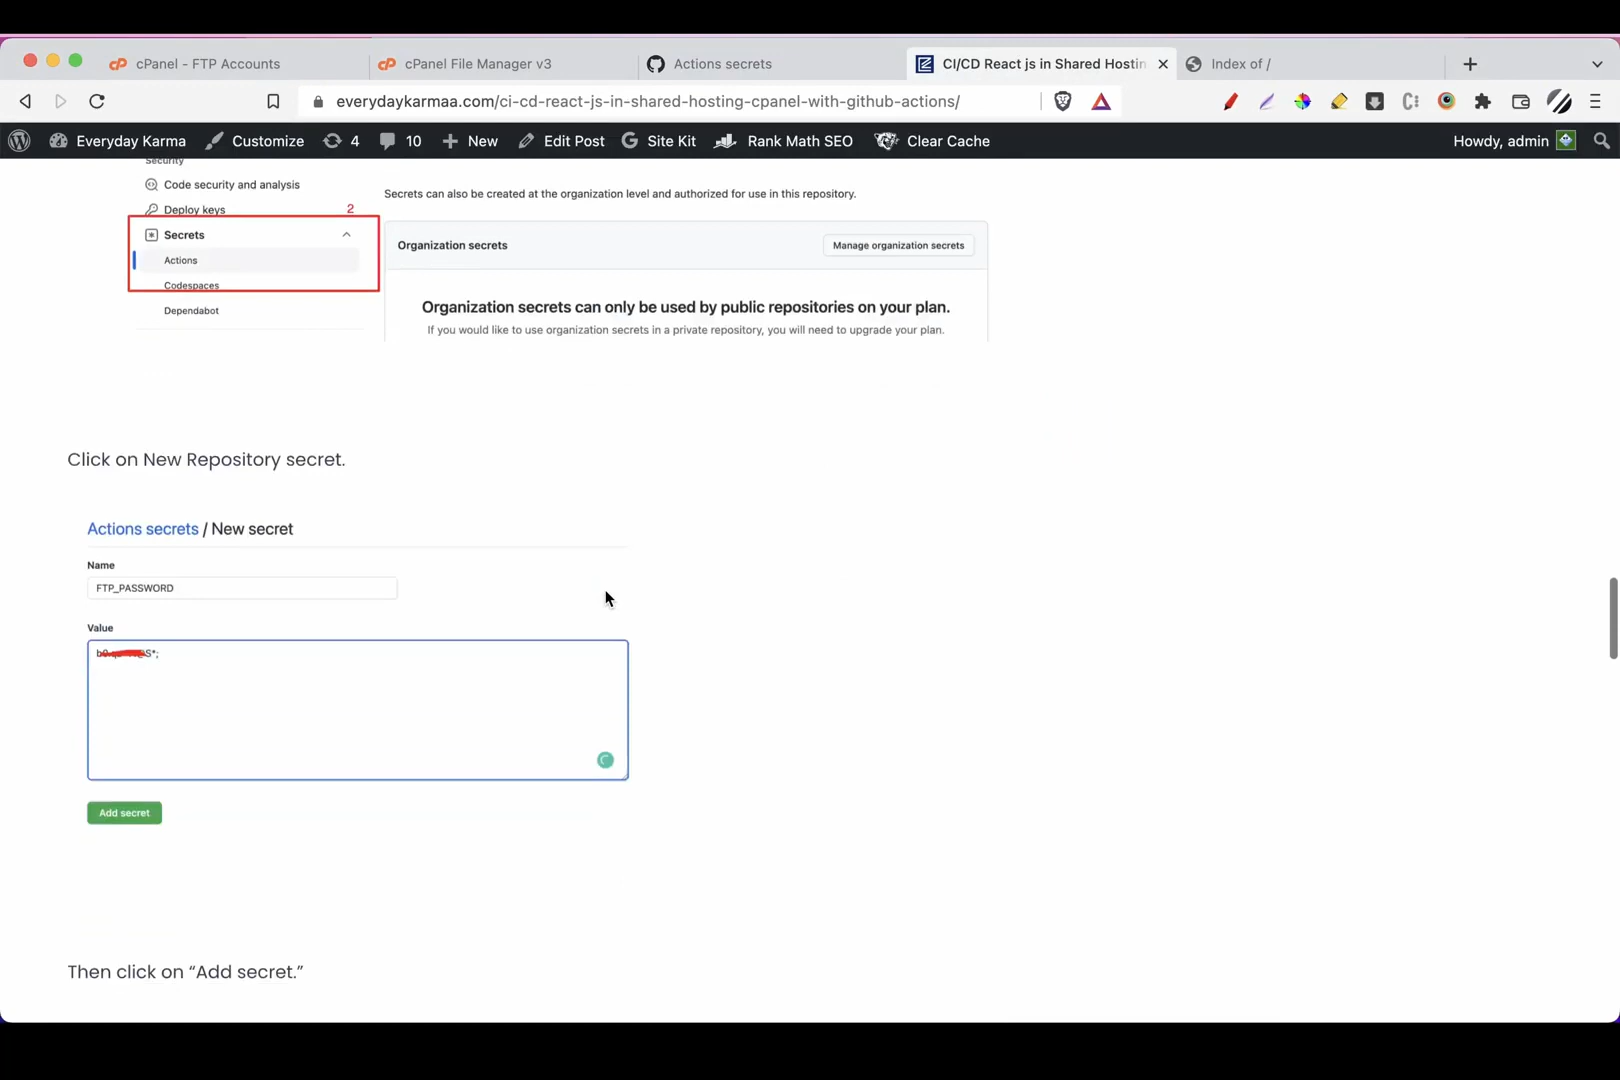 cPanel - FTP Accounts
cPanel File Manager v3
Actions secrets
CI/CD React js in Shared Hostin
Index of /
everydaykarmaa.com/ci-cd-react-js-in-shared-hosting-cpanel-with-github-actions/
Everyday Karma
Customize
4
10
New
Edit Post
Site Kit
Rank Math SEO
Clear Cache
Howdy, admin
Security
Code security and analysis
Secrets can also be created at the organization level and authorized for use in this repository.
Deploy keys
2
Secrets
Organization secrets
Manage organization secrets
Actions
Codespaces
Dependabot
Organization secrets can only be used by public repositories on your plan.
If you would like to use organization secrets in a private repository, you will need to upgrade your plan.
Click on New Repository secret.
Actions secrets / New secret
Name
FTP_PASSWORD
Value
Add secret
Then click on “Add secret.”